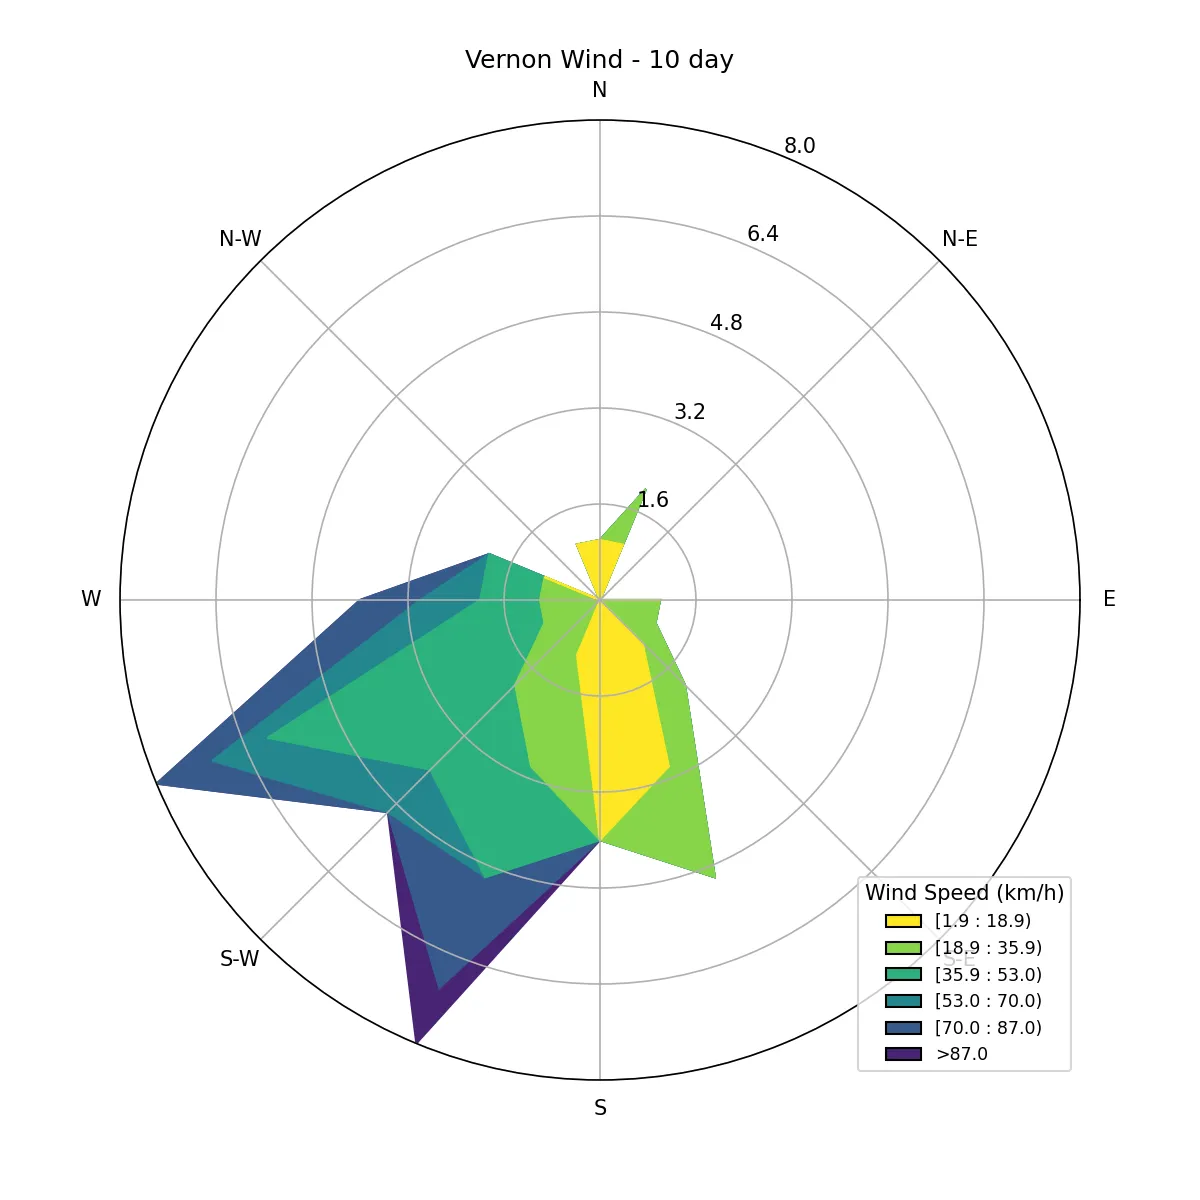 Vernon Wind - 10 day
N
8.0
N-W
6.4
N-E
4.8
3.2
1.6
W
E
Wind Speed (km/h)
[1.9 : 18.9)
[18.9 : 35.9)
S-W
S-E
[35.9 : 53.0)
[53.0 : 70.0)
[70.0 : 87.0)
>87.0
S